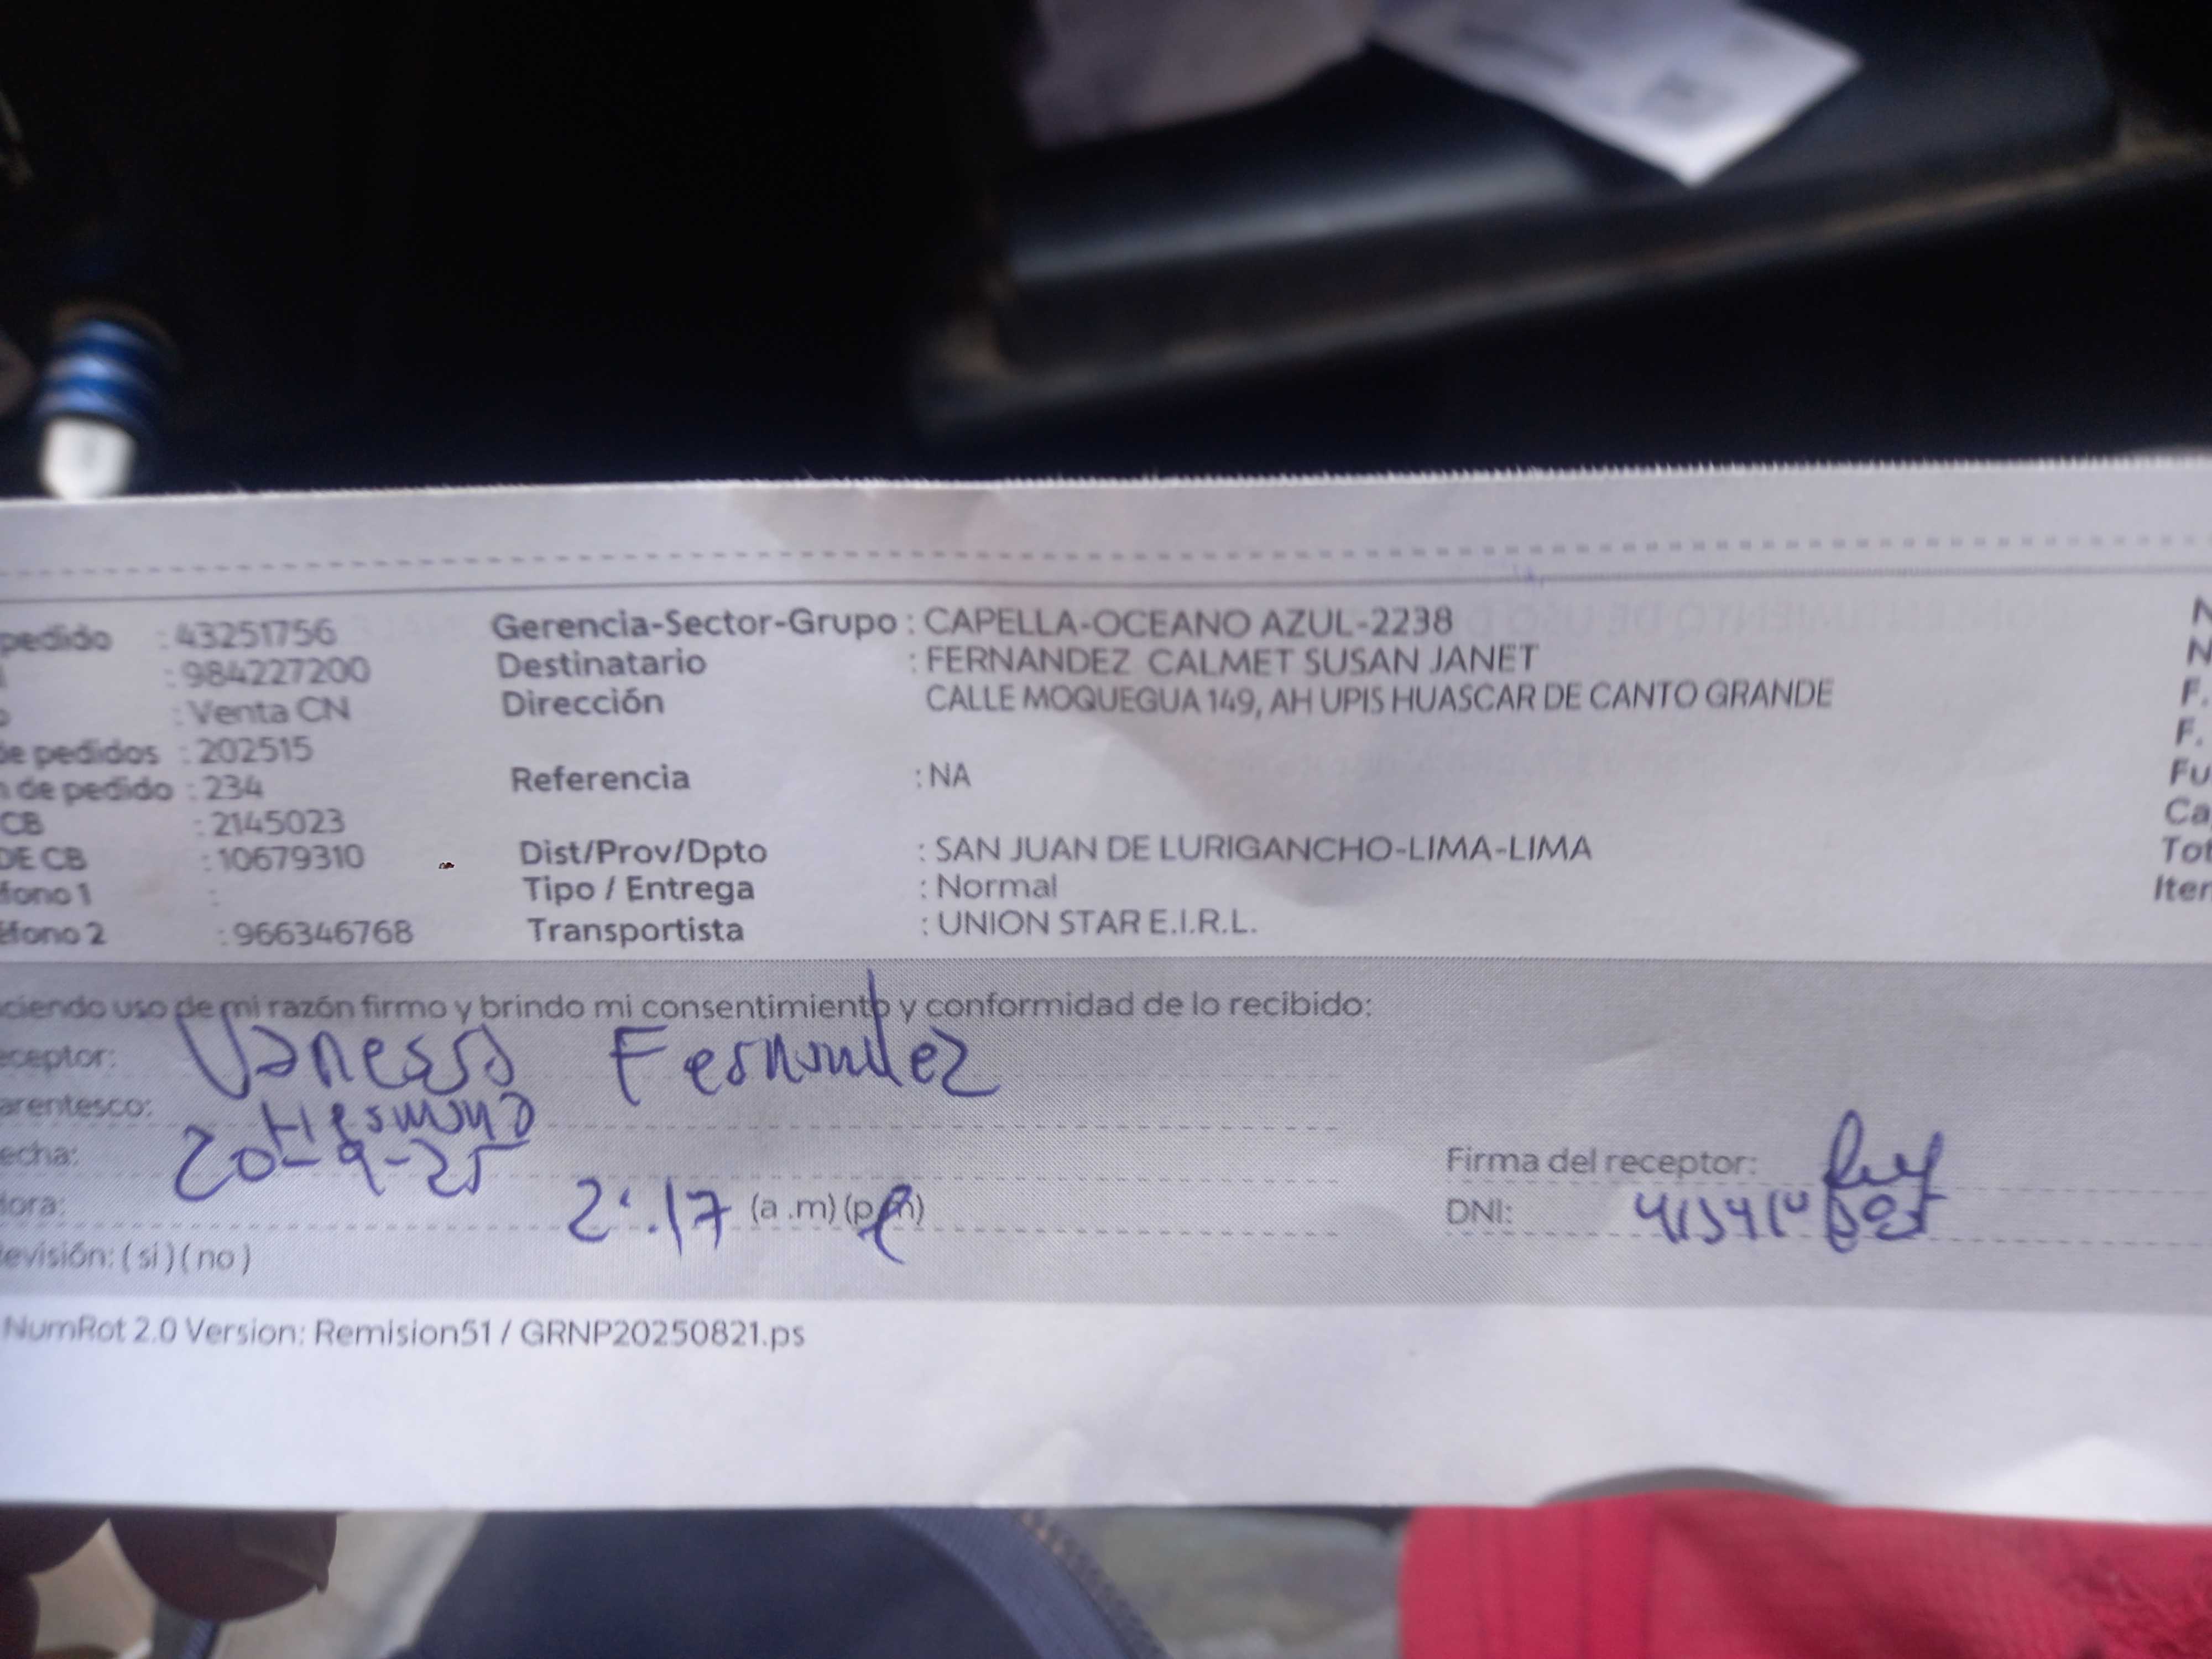 pedido : 43251756 Gerencia-Sector-Grupo : CAPELLA-OCEANO AZUL-2238 N
: 984227200 Destinatario : FERNANDEZ CALMET SUSAN JANET N
: Venta CN Dirección CALLE MOQUEGUA 149, AH UPIS HUASCAR DE CANTO GRANDE F.
de pedidos : 202515 F.
de pedido : 234 Referencia : NA Fu
CB : 2145023 Ca
DE CB : 10679310 Dist/Prov/Dpto : SAN JUAN DE LURIGANCHO-LIMA-LIMA Tot
fono 1 : Tipo / Entrega : Normal Iter
éfono 2 : 966346768 Transportista : UNION STAR E.I.R.L.
ciendo uso de mi razón firmo y brindo mi consentimiento y conformidad de lo recibido:
eceptor: Vanessa Fernandez
arentesco: Hermana
echa: 20-9-25 Firma del receptor:
ora: 2:17 (a .m) (p.m) DNI:
evisión: ( si ) ( no )
NumRot 2.0 Version: Remision51 / GRNP20250821.ps